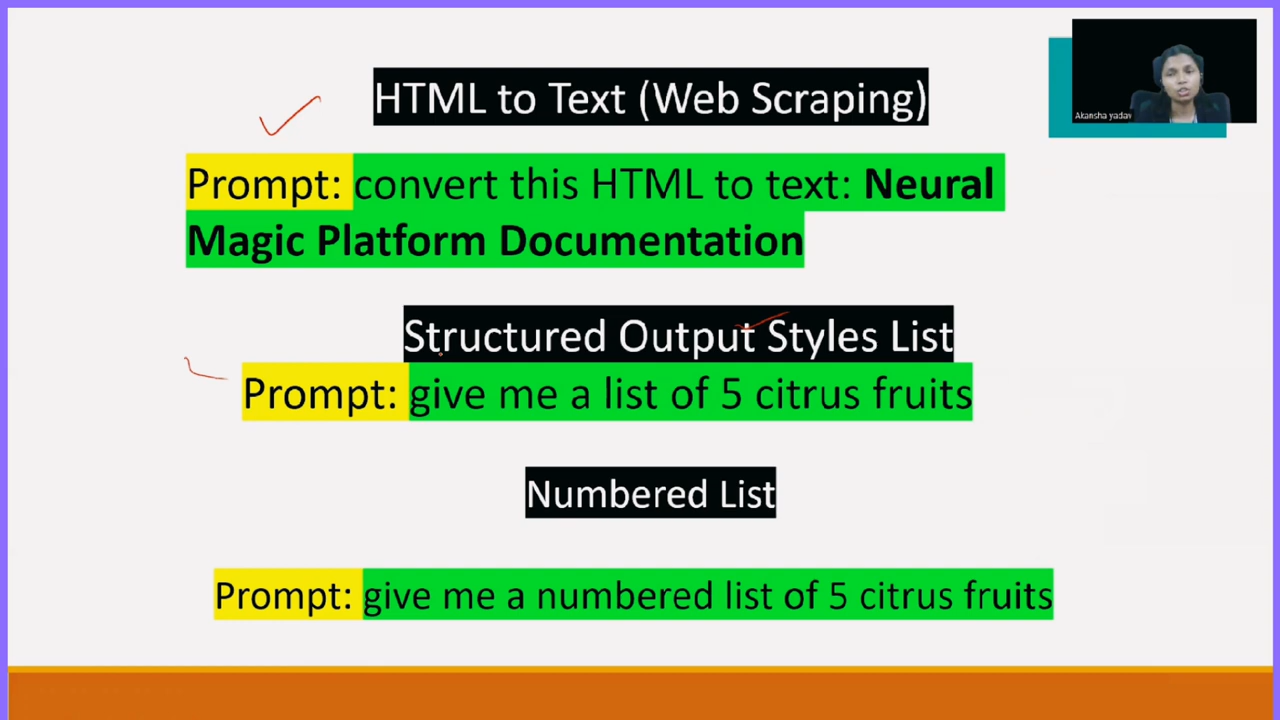 HTML to Text (Web Scraping)
Akansha yadav
Prompt: convert this HTML to text: Neural
Magic Platform Documentation
Structured Output Styles List
Prompt: give me a list of 5 citrus fruits
Numbered List
Prompt: give me a numbered list of 5 citrus fruits